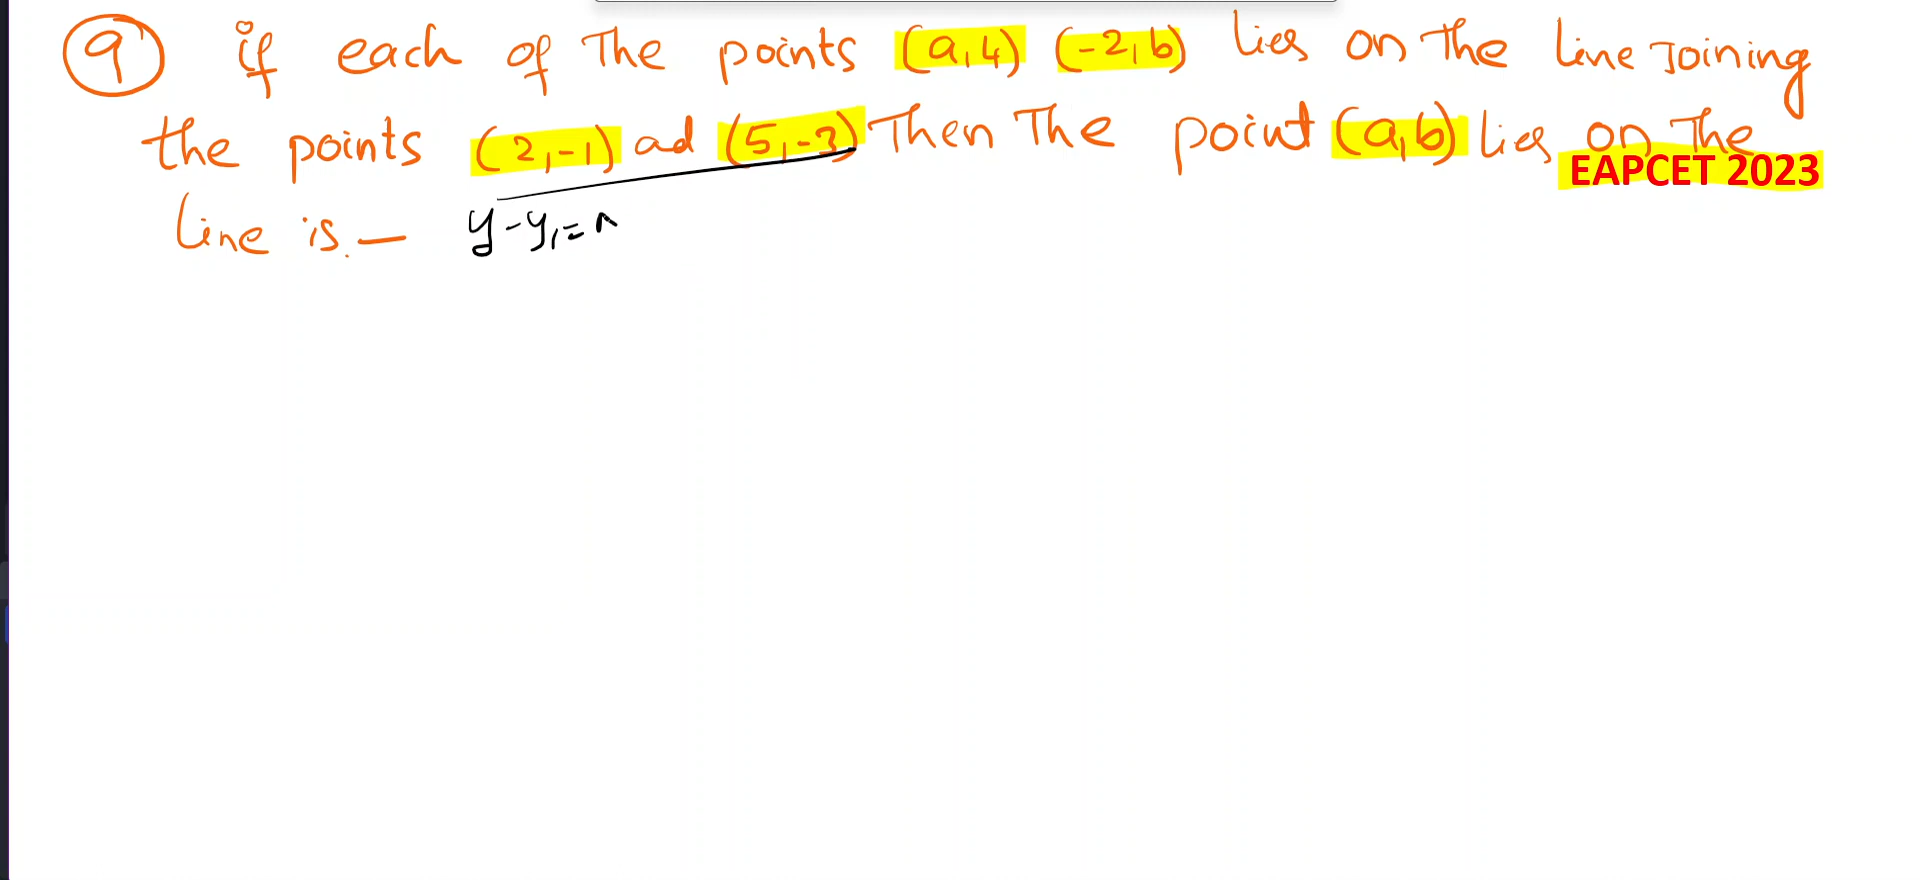 9 if each of The points (a,4) (-2,b) lies on The line Joining
the points (2,-1) ad (5,-3) Then The point (a,b) lies on The
EAPCET 2023
line is. — y-y₁=